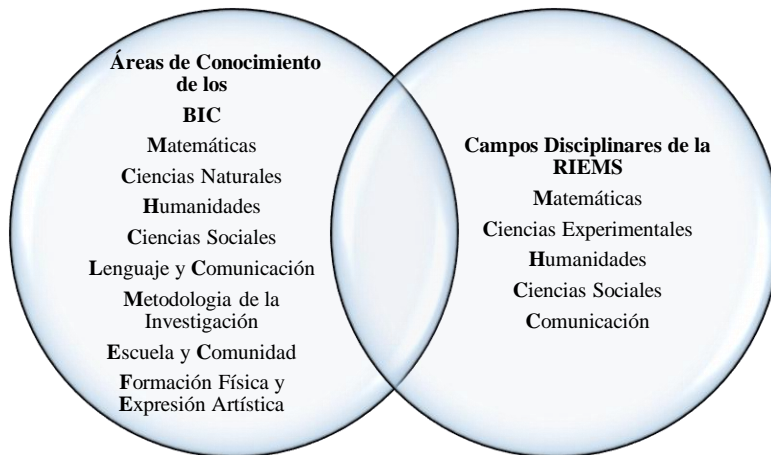 Áreas de Conocimiento
de los
BIC
Matemáticas
Ciencias Naturales
Humanidades
Ciencias Sociales
Lenguaje y Comunicación
Metodologia de la
Investigación
Escuela y Comunidad
Formación Física y
Expresión Artística
Campos Disciplinares de la
RIEMS
Matemáticas
Ciencias Experimentales
Humanidades
Ciencias Sociales
Comunicación